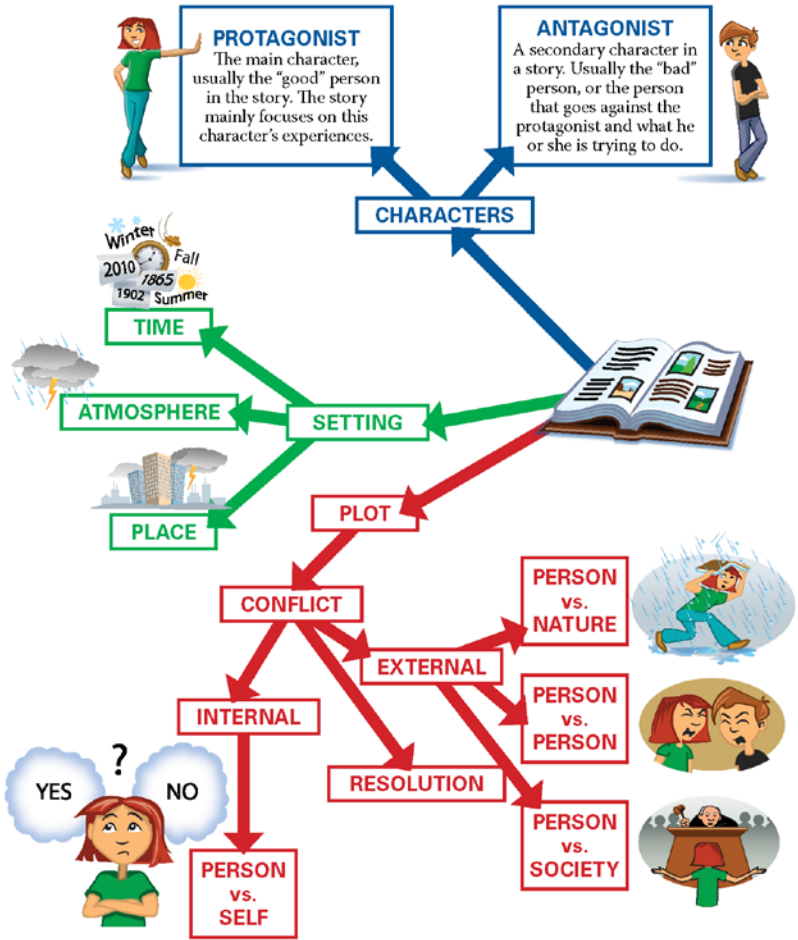 PROTAGONIST
The main character,
usually the “good” person
in the story. The story
mainly focuses on this
character’s experiences.
ANTAGONIST
A secondary character in
a story. Usually the “bad”
person, or the person
that goes against the
protagonist and what he
or she is trying to do.
CHARACTERS
Winter
Fall
2010
1865
1902
Summer
TIME
ATMOSPHERE
SETTING
PLACE
PLOT
CONFLICT
PERSON
vs.
NATURE
EXTERNAL
INTERNAL
PERSON
vs.
PERSON
RESOLUTION
?
YES
NO
PERSON
vs.
SOCIETY
PERSON
vs.
SELF